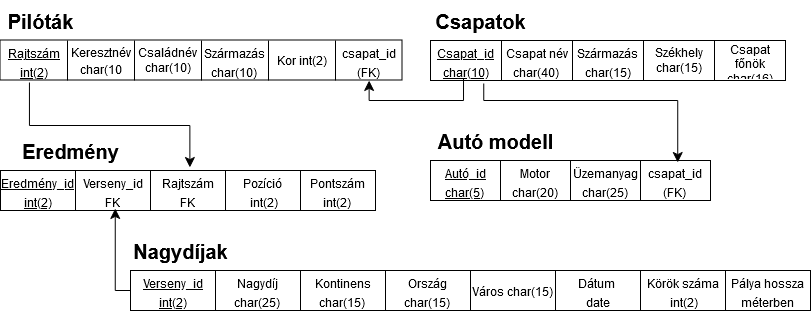 Pilóták
Rajtszám
int(2)
Keresztnév
char(10
Családnév
char(10)
Származás
char(10)
Kor int(2)
csapat_id
(FK)
Csapatok
Csapat_id
char(10)
Csapat név
char(40)
Származás
char(15)
Székhely
char(15)
Csapat
főnök
char(16)
Eredmény
Eredmény_id
int(2)
Verseny_id
FK
Rajtszám
FK
Pozíció
int(2)
Pontszám
int(2)
Autó modell
Autó_id
char(5)
Motor
char(20)
Üzemanyag
char(25)
csapat_id
(FK)
Nagydíjak
Verseny_id
int(2)
Nagydíj
char(25)
Kontinens
char(15)
Ország
char(15)
Város char(15)
Dátum
date
Körök száma
int(2)
Pálya hossza
méterben